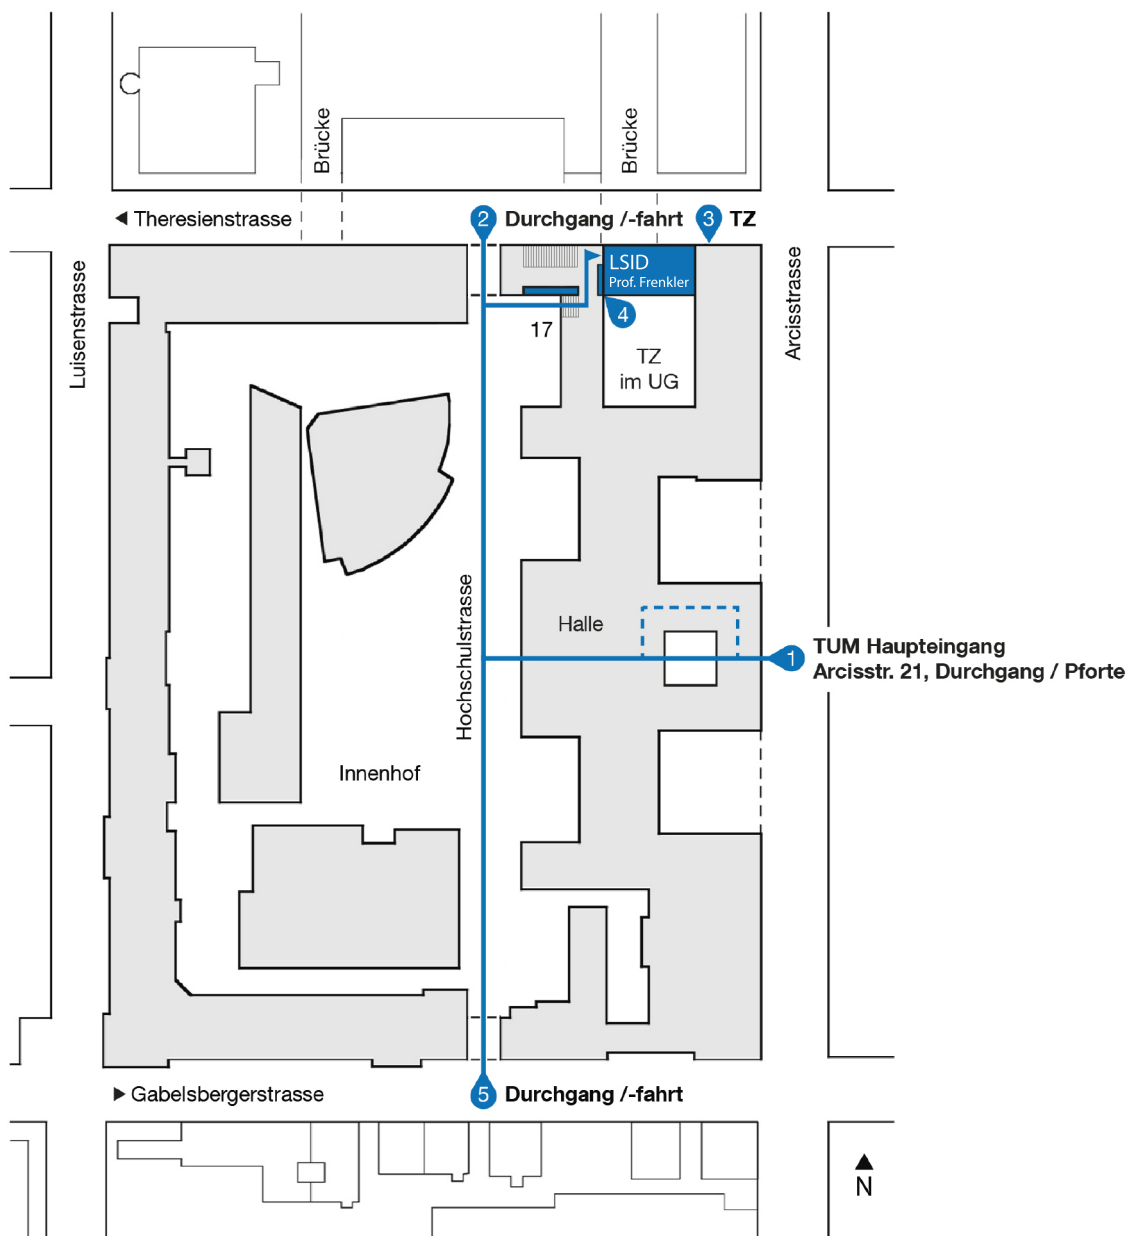 Brücke
Brücke
Theresienstrasse
2
Durchgang /-fahrt
3
TZ
LSID
Prof. Frenkler
4
17
TZ
im UG
Luisenstrasse
Arcisstrasse
Hochschulstrasse
Halle
1
TUM Haupteingang
Arcisstr. 21, Durchgang / Pforte
Innenhof
Gabelsbergerstrasse
5
Durchgang /-fahrt
N